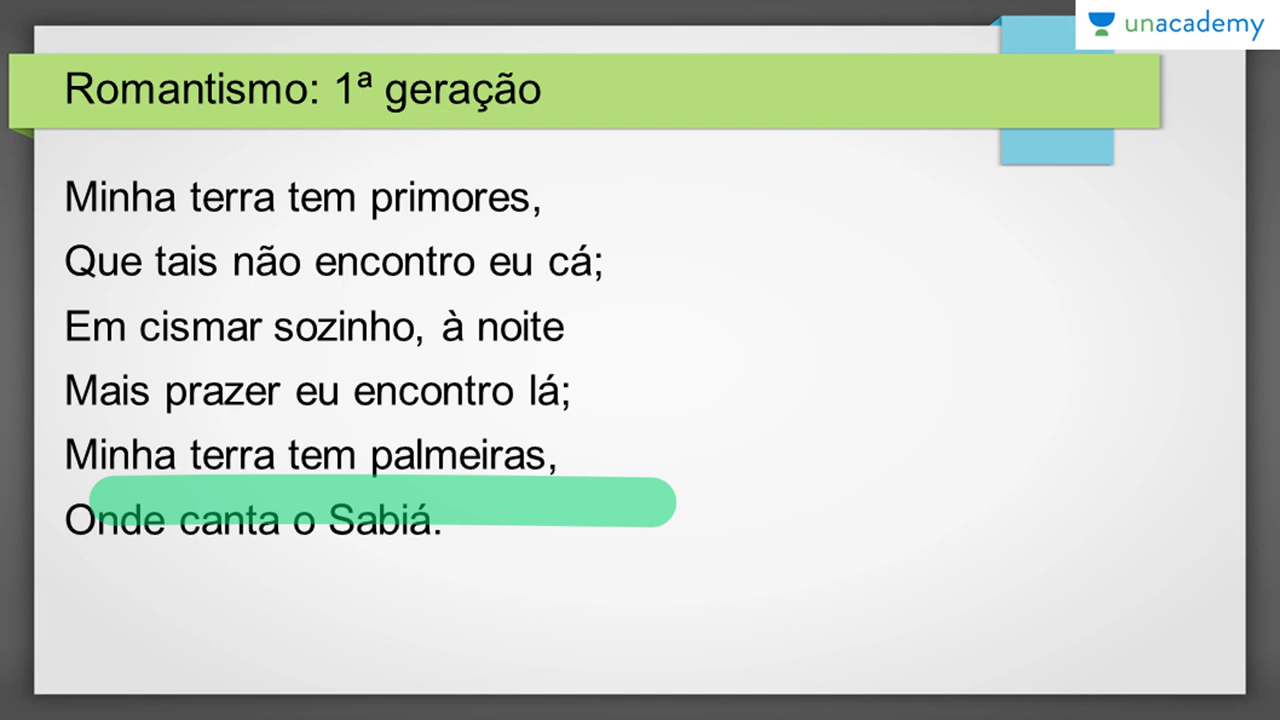 unacademy
Romantismo: 1ª geração
Minha terra tem primores,
Que tais não encontro eu cá;
Em cismar sozinho, à noite
Mais prazer eu encontro lá;
Minha terra tem palmeiras,
Onde canta o Sabiá.